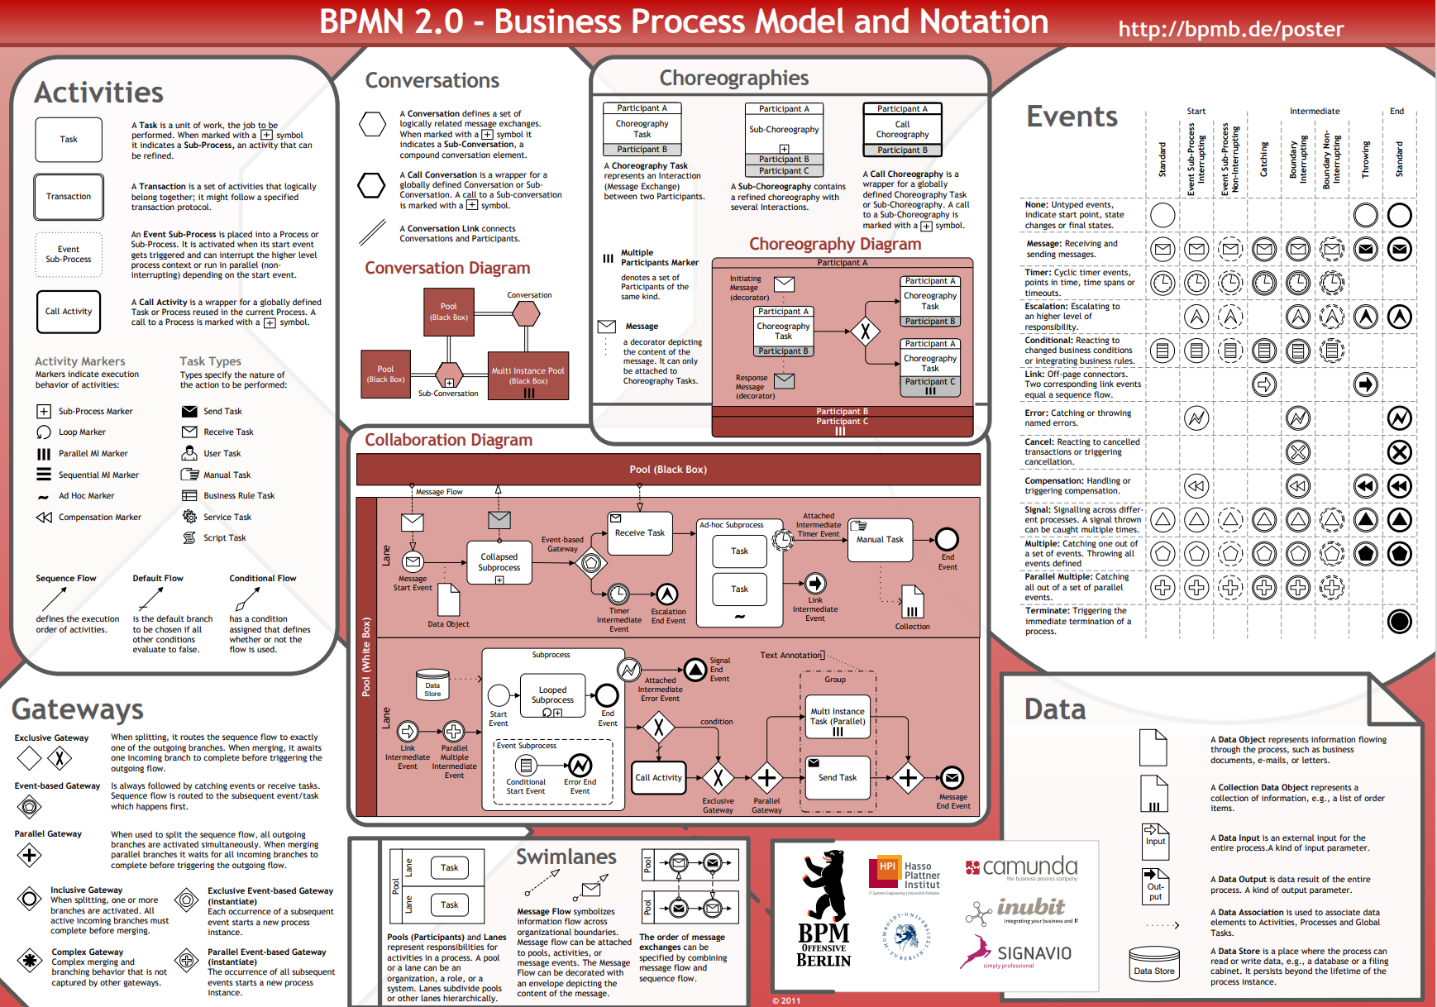 BPMN 2.0 - Business Process Model and Notation
http://bpmb.de/poster
Activities
Task
A Task is a unit of work, the job to be
performed. When marked with a + symbol
it indicates a Sub-Process, an activity that can
be refined.
Transaction
A Transaction is a set of activities that logically
belong together; it might follow a specified
transaction protocol.
Event
Sub-Process
An Event Sub-Process is placed into a Process or
Sub-Process. It is activated when its start event
gets triggered and can interrupt the higher level
process context or run in parallel (non-
interrupting) depending on the start event.
Call Activity
A Call Activity is a wrapper for a globally defined
Task or Process reused in the current Process. A
call to a Process is marked with a + symbol.
Activity Markers
Markers indicate execution
behavior of activities:
Sub-Process Marker
Loop Marker
Parallel MI Marker
Sequential MI Marker
Ad Hoc Marker
Compensation Marker
Task Types
Types specify the nature of
the action to be performed:
Send Task
Receive Task
User Task
Manual Task
Business Rule Task
Service Task
Script Task
Sequence Flow
defines the execution
order of activities.
Default Flow
is the default branch
to be chosen if all
other conditions
evaluate to false.
Conditional Flow
has a condition
assigned that defines
whether or not the
flow is used.
Gateways
Exclusive Gateway
When splitting, it routes the sequence flow to exactly
one of the outgoing branches. When merging, it awaits
one incoming branch to complete before triggering the
outgoing flow.
Event-based Gateway
Is always followed by catching events or receive tasks.
Sequence flow is routed to the subsequent event/task
which happens first.
Parallel Gateway
When used to split the sequence flow, all outgoing
branches are activated simultaneously. When merging
parallel branches it waits for all incoming branches to
complete before triggering the outgoing flow.
Inclusive Gateway
When splitting, one or more
branches are activated. All
active incoming branches must
complete before merging.
Exclusive Event-based Gateway
(instantiate)
Each occurrence of a subsequent
event starts a new process
instance.
Complex Gateway
Complex merging and
branching behavior that is not
captured by other gateways.
Parallel Event-based Gateway
(instantiate)
The occurrence of all subsequent
events starts a new process
instance.
Conversations
A Conversation defines a set of
logically related message exchanges.
When marked with a + symbol it
indicates a Sub-Conversation, a
compound conversation element.
A Call Conversation is a wrapper for a
globally defined Conversation or Sub-
Conversation. A call to a Sub-conversation
is marked with a + symbol.
A Conversation Link connects
Conversations and Participants.
Conversation Diagram
Pool
(Black Box)
Conversation
Pool
(Black Box)
Sub-Conversation
Multi Instance Pool
(Black Box)
Choreographies
Participant A
Choreography
Task
Participant B
A Choreography Task
represents an Interaction
(Message Exchange)
between two Participants.
Participant A
Sub-Choreography
Participant B
Participant C
A Sub-Choreography contains
a refined choreography with
several Interactions.
Participant A
Call
Choreography
Participant B
A Call Choreography is a
wrapper for a globally
defined Choreography Task
or Sub-Choreography. A call
to a Sub-Choreography is
marked with a + symbol.
Multiple
Participants Marker
denotes a set of
Participants of the
same kind.
Message
a decorator depicting
the content of the
message. It can only
be attached to
Choreography Tasks.
Choreography Diagram
Participant A
Initiating
Message
(decorator)
Participant A
Choreography
Task
Participant B
Response
Message
(decorator)
Participant A
Choreography
Task
Participant B
Participant A
Choreography
Task
Participant C
Participant B
Participant C
Collaboration Diagram
Pool (Black Box)
Message Flow
Pool (White Box)
Lane
Message
Start Event
Data Object
Collapsed
Subprocess
Event-based
Gateway
Receive Task
Timer
Intermediate
Event
Escalation
End Event
Ad-hoc Subprocess
Task
Task
Attached
Intermediate
Timer Event
Manual Task
End
Event
Link
Intermediate
Event
Collection
Lane
Data
Store
Link
Intermediate
Event
Parallel
Multiple
Intermediate
Event
Subprocess
Start
Event
Looped
Subprocess
End
Event
Event Subprocess
Conditional
Start Event
Error End
Event
Attached
Intermediate
Error Event
Signal
End
Event
condition
Call Activity
Exclusive
Gateway
Parallel
Gateway
Text Annotation
Group
Multi Instance
Task (Parallel)
Send Task
Message
End Event
Swimlanes
Pool
Lane
Task
Lane
Task
Pools (Participants) and Lanes
represent responsibilities for
activities in a process. A pool
or a lane can be an
organization, a role, or a
system. Lanes subdivide pools
or other lanes hierarchically.
Message Flow symbolizes
information flow across
organizational boundaries.
Message flow can be attached
to pools, activities, or
message events. The Message
Flow can be decorated with
an envelope depicting the
content of the message.
Pool
Pool
The order of message
exchanges can be
specified by combining
message flow and
sequence flow.
Events
Start
Intermediate
End
Standard
Event Sub-Process
Interrupting
Event Sub-Process
Non-Interrupting
Catching
Boundary
Interrupting
Boundary Non-
Interrupting
Throwing
Standard
None: Untyped events,
indicate start point, state
changes or final states.
Message: Receiving and
sending messages.
Timer: Cyclic timer events,
points in time, time spans or
timeouts.
Escalation: Escalating to
an higher level of
responsibility.
Conditional: Reacting to
changed business conditions
or integrating business rules.
Link: Off-page connectors.
Two corresponding link events
equal a sequence flow.
Error: Catching or throwing
named errors.
Cancel: Reacting to cancelled
transactions or triggering
cancellation.
Compensation: Handling or
triggering compensation.
Signal: Signalling across differ-
ent processes. A signal thrown
can be caught multiple times.
Multiple: Catching one out of
a set of events. Throwing all
events defined
Parallel Multiple: Catching
all out of a set of parallel
events.
Terminate: Triggering the
immediate termination of a
process.
Data
A Data Object represents information flowing
through the process, such as business
documents, e-mails, or letters.
A Collection Data Object represents a
collection of information, e.g., a list of order
items.
Input
A Data Input is an external input for the
entire process.A kind of input parameter.
Out-
put
A Data Output is data result of the entire
process. A kind of output parameter.
A Data Association is used to associate data
elements to Activities, Processes and Global
Tasks.
Data Store
A Data Store is a place where the process can
read or write data, e.g., a database or a filing
cabinet. It persists beyond the lifetime of the
process instance.
BPM
OFFENSIVE
BERLIN
HPI
Hasso
Plattner
Institut
camunda
the business process company
HUMBOLDT-UNIVERSITÄT
ZU BERLIN
inubit
integrating your business and IT
SIGNAVIO
simply professional
© 2011